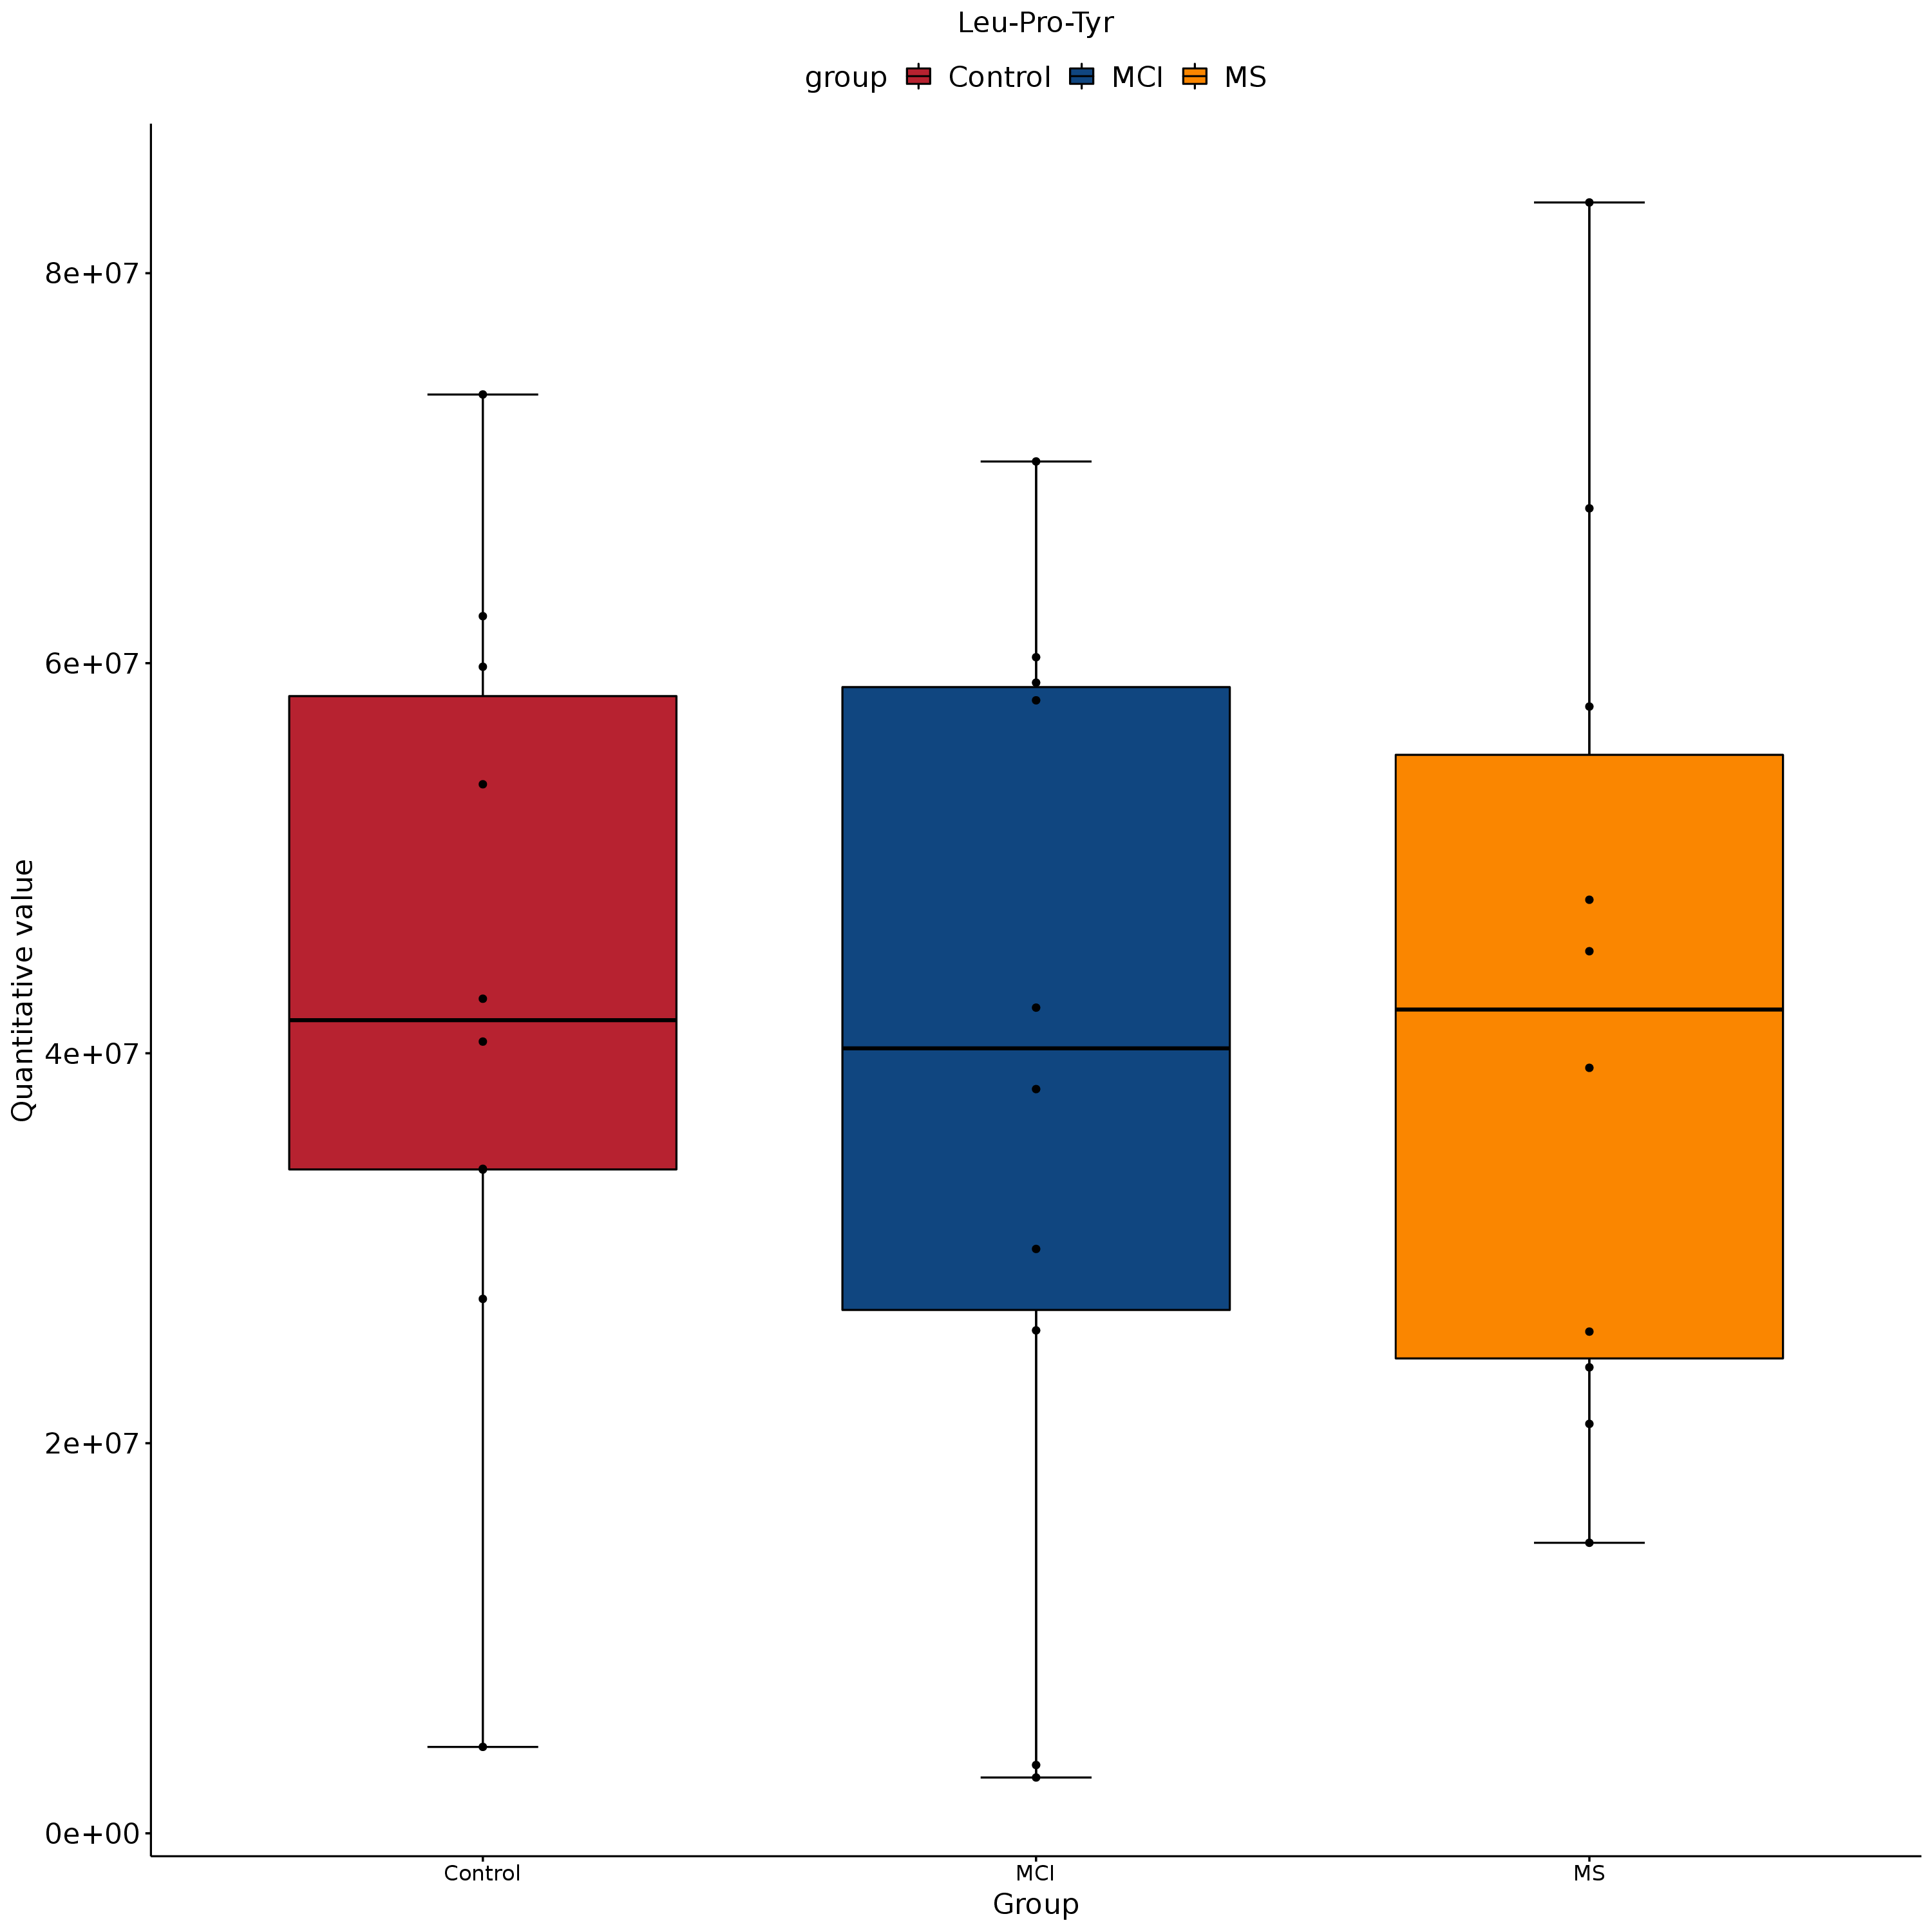 Leu-Pro-Tyr
group Control MCI MS
Quantitative value
8e+07
6e+07
4e+07
2e+07
0e+00
Control MCI MS
Group